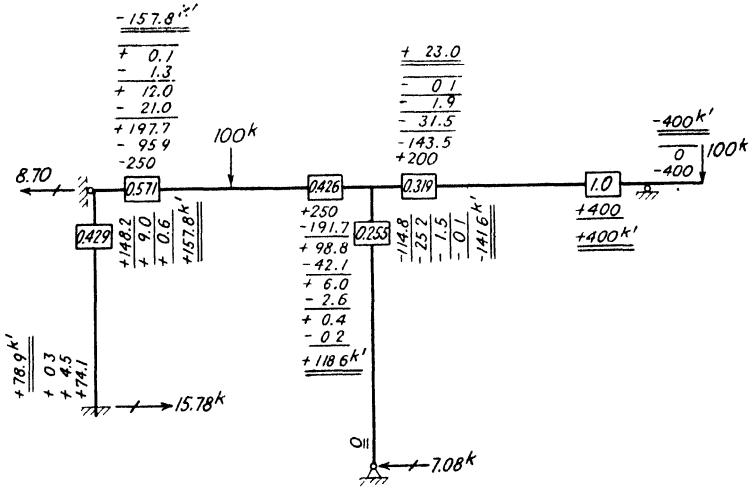 -157.8k'
+ 0.1
- 1.3
+ 12.0
- 21.0
+197.7
- 95 9
-250
+ 23.0
- 0 1
- 1.9
- 31.5
-143.5
+200
-400k'
0
-400
100k
100k
8.70
0.571
0.426
0.319
1.0
0.429
0.255
+148.2
+ 9.0
+ 0.6
+157.8k'
+250
-191.7
+ 98.8
-42.1
+ 6.0
- 2.6
+ 0.4
- 0 2
+118 6k'
-114.8
-25 2
- 1.5
- 0 1
-141 6k'
+400
+400k'
+78.9k'
+ 0 3
+ 4.5
+74.1
15.78k
0
7.08k